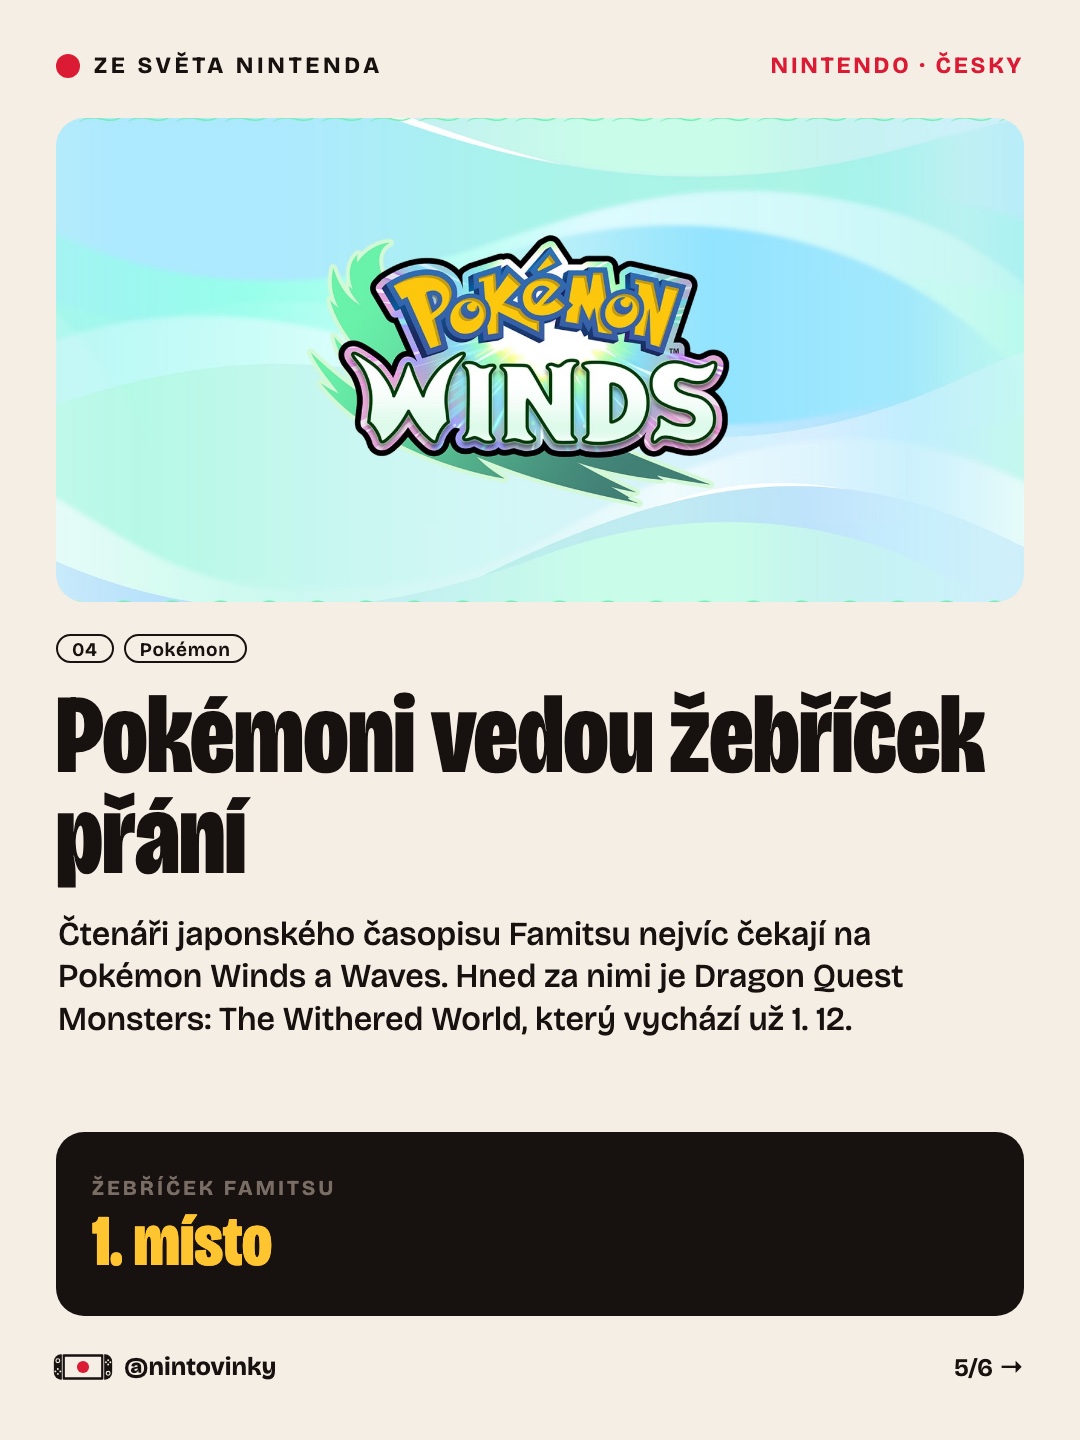 ZE SVĚTA NINTENDA
NINTENDO · ČESKY
POKéMON
™
WINDS
04
Pokémon
Pokémoni vedou žebříček
přání
Čtenáři japonského časopisu Famitsu nejvíc čekají na
Pokémon Winds a Waves. Hned za nimi je Dragon Quest
Monsters: The Withered World, který vychází už 1. 12.
ŽEBŘÍČEK FAMITSU
1. místo
@nintovinky
5/6 →